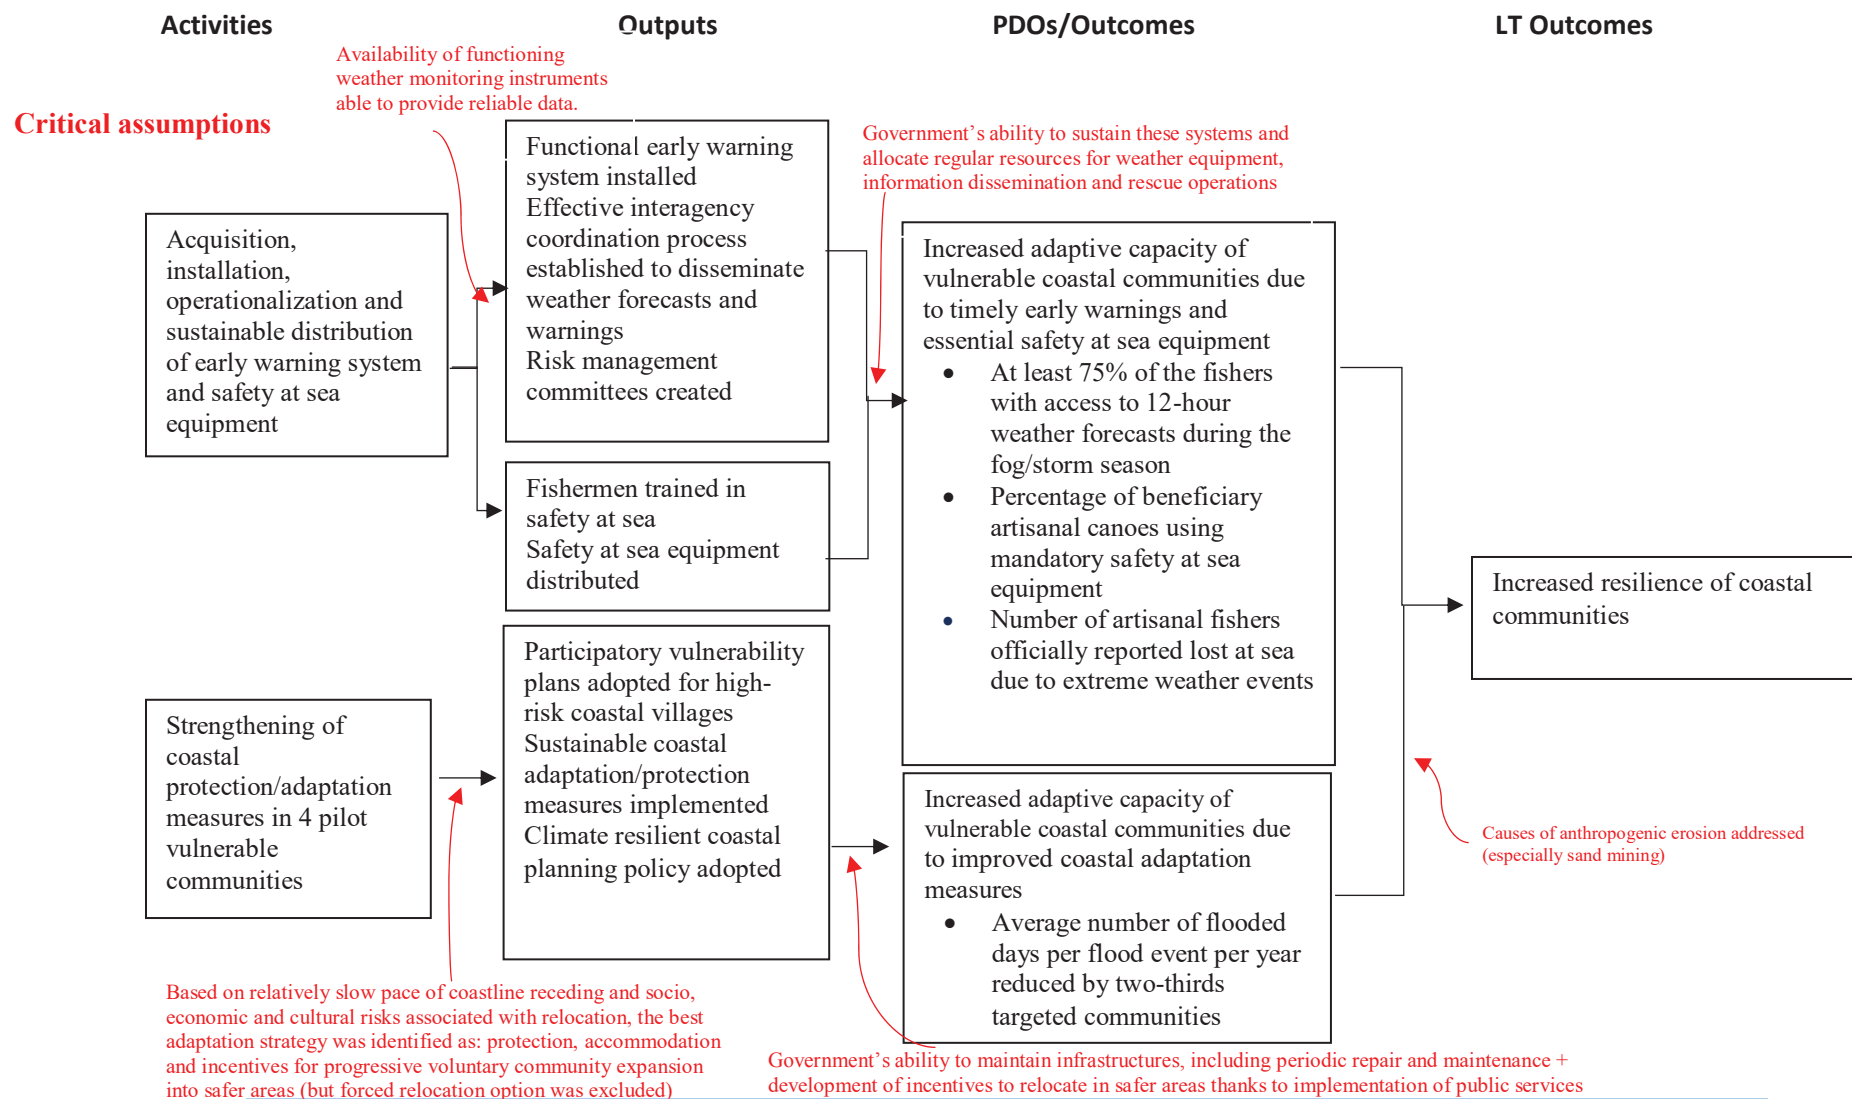 Activities
Outputs
PDOs/Outcomes
LT Outcomes
Critical assumptions
Availability of functioning
weather monitoring instruments
able to provide reliable data.
Government's ability to sustain these systems and
allocate regular resources for weather equipment,
information dissemination and rescue operations
Acquisition,
installation,
operationalization and
sustainable distribution
of early warning system
and safety at sea
equipment
Functional early warning
system installed
Effective interagency
coordination process
established to disseminate
weather forecasts and
warnings
Risk management
committees created
Fishermen trained in
safety at sea
Safety at sea equipment
distributed
Increased adaptive capacity of
vulnerable coastal communities due
to timely early warnings and
essential safety at sea equipment
• At least 75% of the fishers
with access to 12-hour
weather forecasts during the
fog/storm season
• Percentage of beneficiary
artisanal canoes using
mandatory safety at sea
equipment
• Number of artisanal fishers
officially reported lost at sea
due to extreme weather events
Increased resilience of coastal
communities
Strengthening of
coastal
protection/adaptation
measures in 4 pilot
vulnerable
communities
Participatory vulnerability
plans adopted for high-
risk coastal villages
Sustainable coastal
adaptation/protection
measures implemented
Climate resilient coastal
planning policy adopted
Increased adaptive capacity of
vulnerable coastal communities due
to improved coastal adaptation
measures
• Average number of flooded
days per flood event per year
reduced by two-thirds
targeted communities
Causes of anthropogenic erosion addressed
(especially sand mining)
Based on relatively slow pace of coastline receding and socio,
economic and cultural risks associated with relocation, the best
adaptation strategy was identified as: protection, accommodation
and incentives for progressive voluntary community expansion
into safer areas (but forced relocation option was excluded)
Government's ability to maintain infrastructures, including periodic repair and maintenance +
development of incentives to relocate in safer areas thanks to implementation of public services